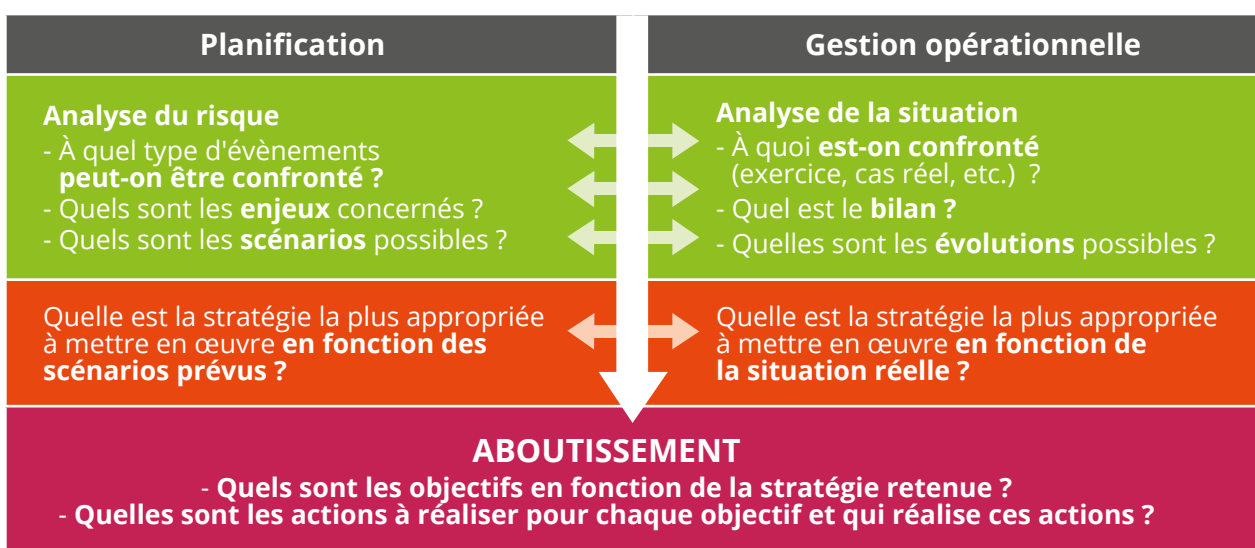 Planification
Analyse du risque
- À quel type d'évènements
peut-on être confronté ?
- Quels sont les enjeux concernés ?
- Quels sont les scénarios possibles ?
Quelle est la stratégie la plus appropriée
à mettre en œuvre en fonction des
scénarios prévus ?
Gestion opérationnelle
Analyse de la situation
- À quoi est-on confronté
(exercice, cas réel, etc.) ?
- Quel est le bilan ?
- Quelles sont les évolutions possibles ?
Quelle est la stratégie la plus appropriée
à mettre en œuvre en fonction de
la situation réelle ?
ABOUTISSEMENT
- Quels sont les objectifs en fonction de la stratégie retenue ?
- Quelles sont les actions à réaliser pour chaque objectif et qui réalise ces actions ?